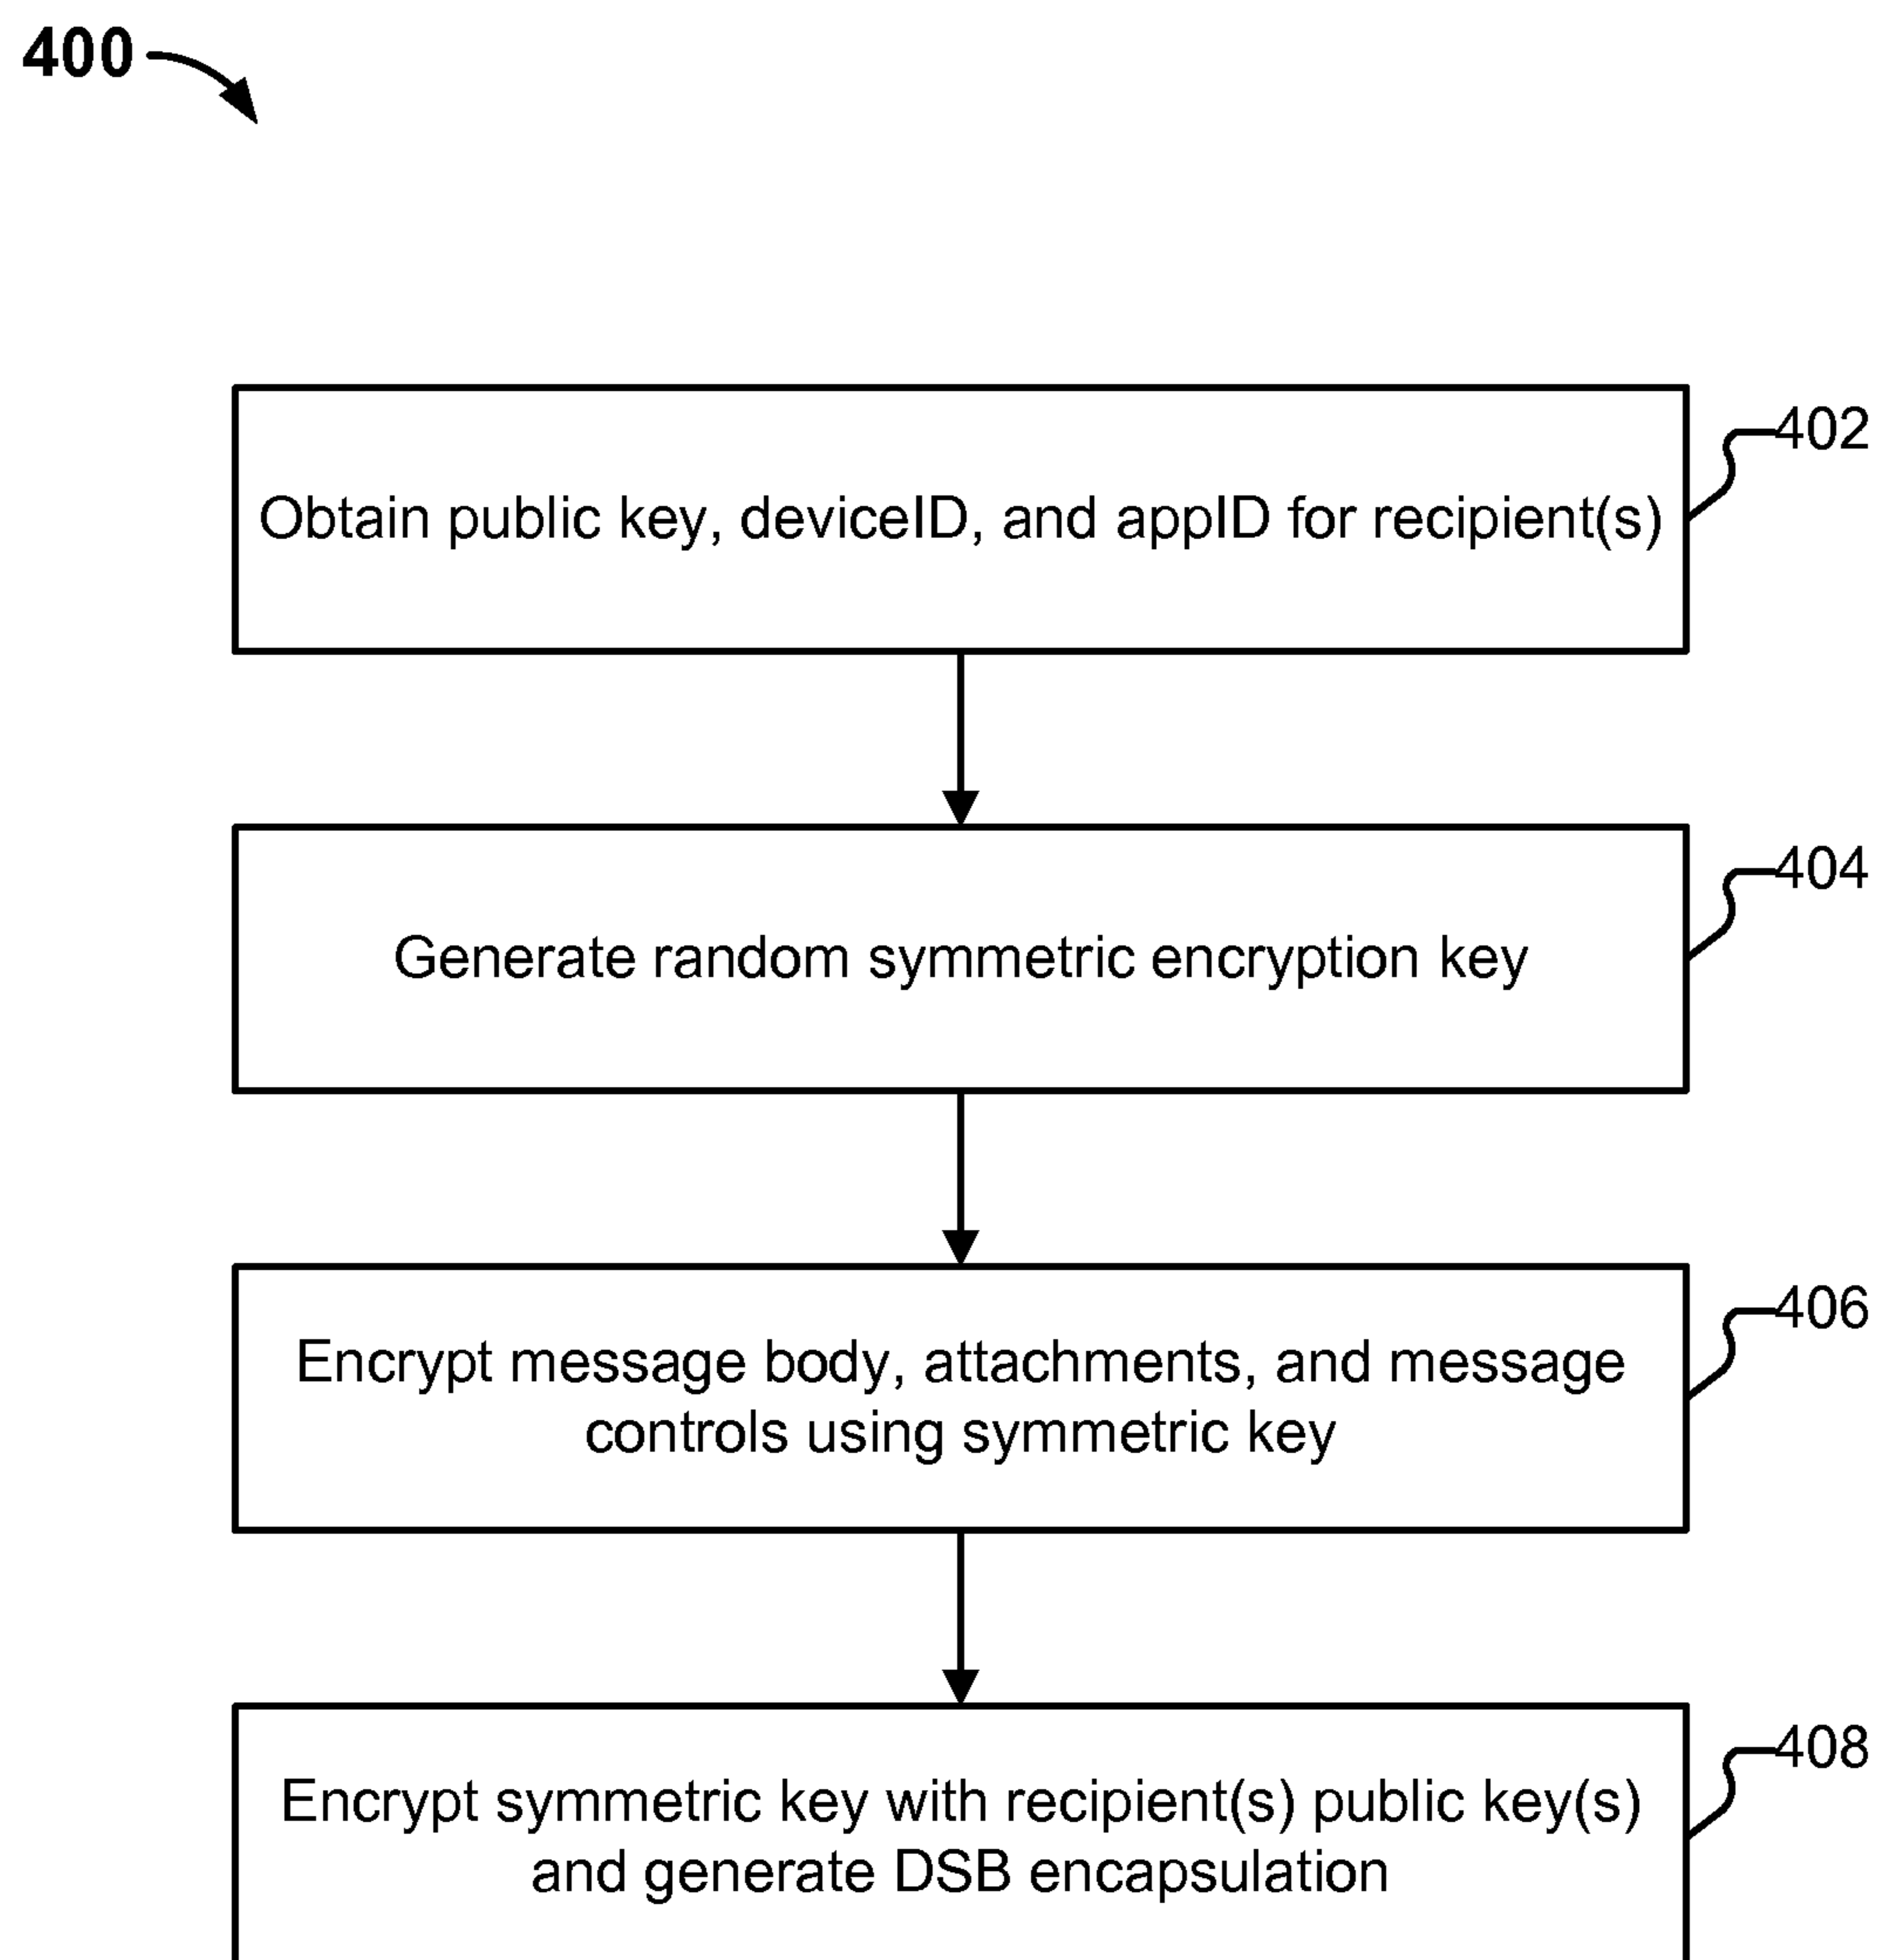 400
402
Obtain public key, deviceID, and appID for recipient(s)
404
Generate random symmetric encryption key
406
Encrypt message body, attachments, and message
controls using symmetric key
408
Encrypt symmetric key with recipient(s) public key(s)
and generate DSB encapsulation